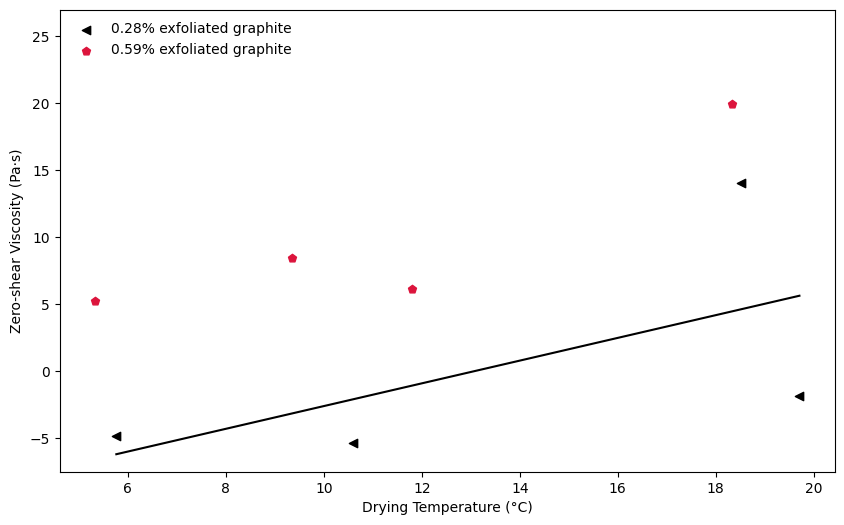 0.28% exfoliated graphite
0.59% exfoliated graphite
25
20
15
10
5
0
−5
Zero-shear Viscosity (Pa·s)
6 8 10 12 14 16 18 20
Drying Temperature (°C)